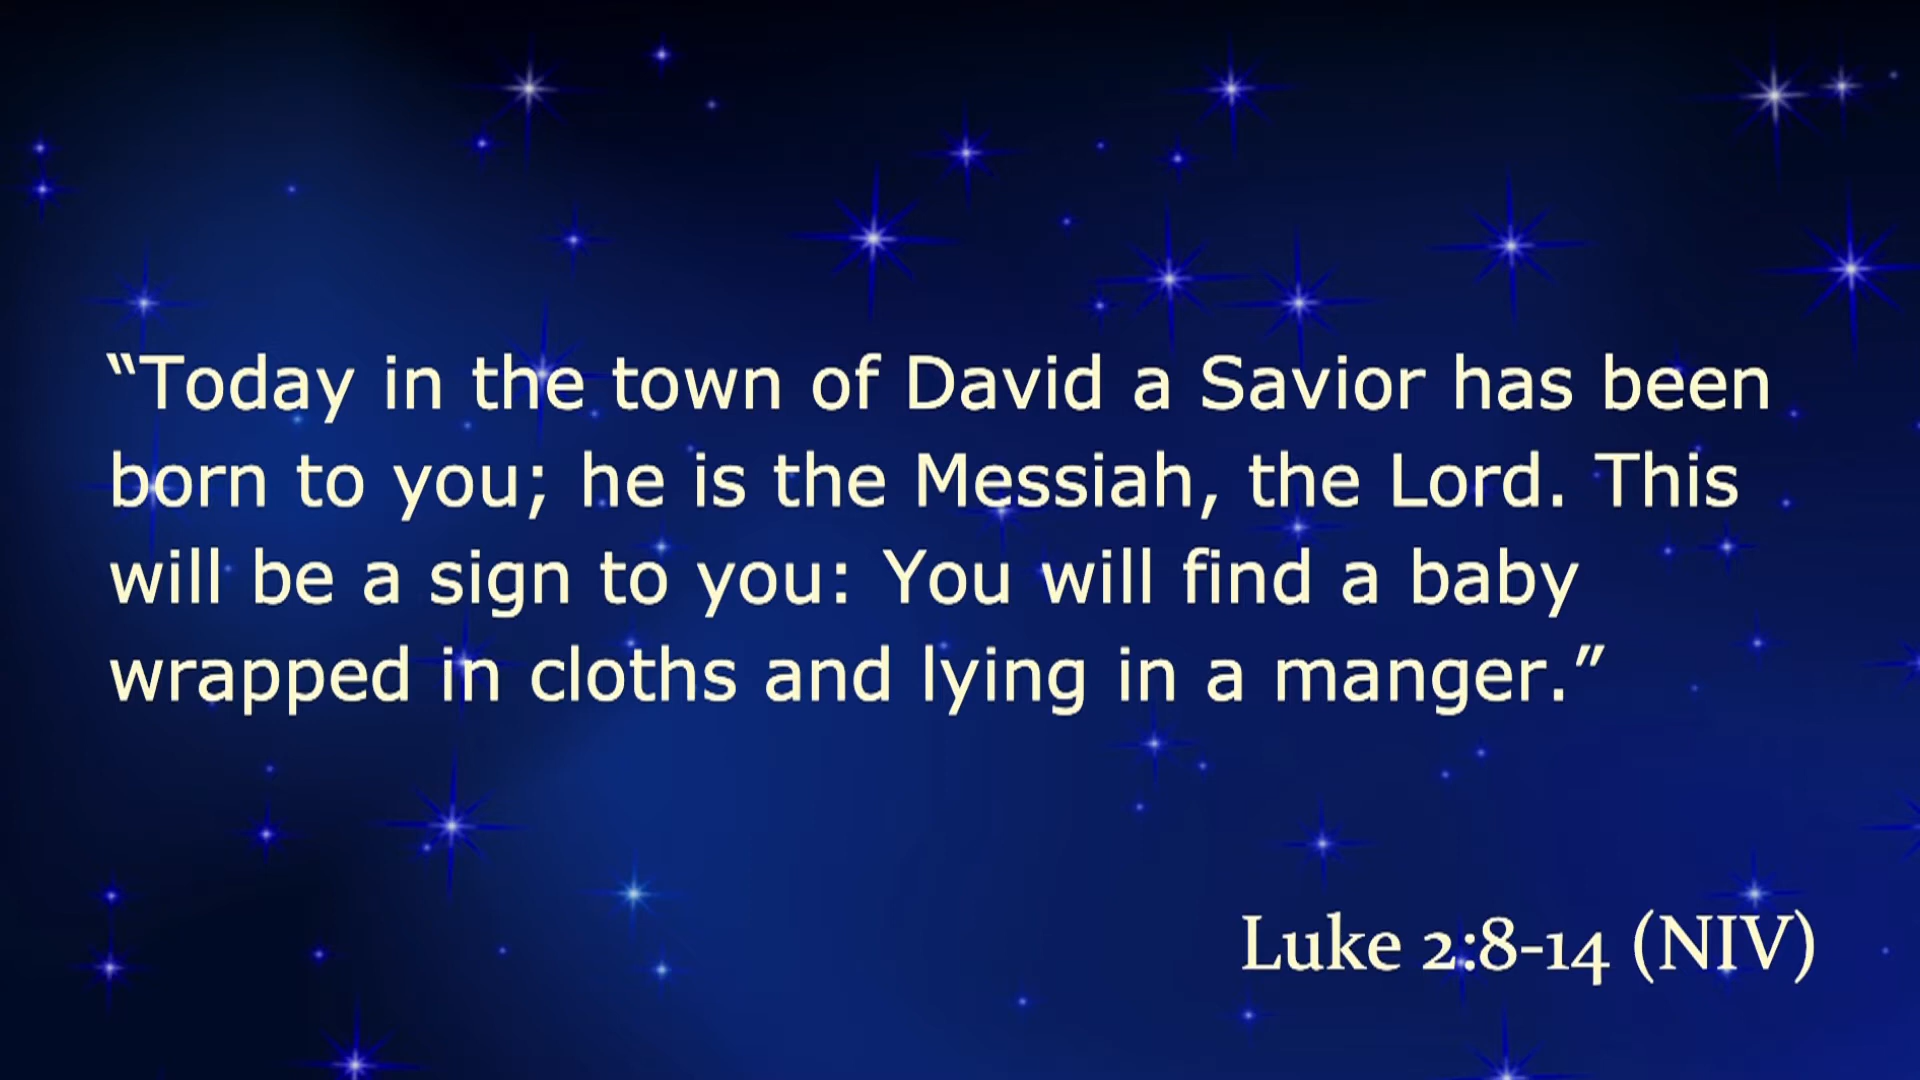 “Today in the town of David a Savior has been
born to you; he is the Messiah, the Lord. This
will be a sign to you: You will find a baby
wrapped in cloths and lying in a manger.”
Luke 2:8-14 (NIV)